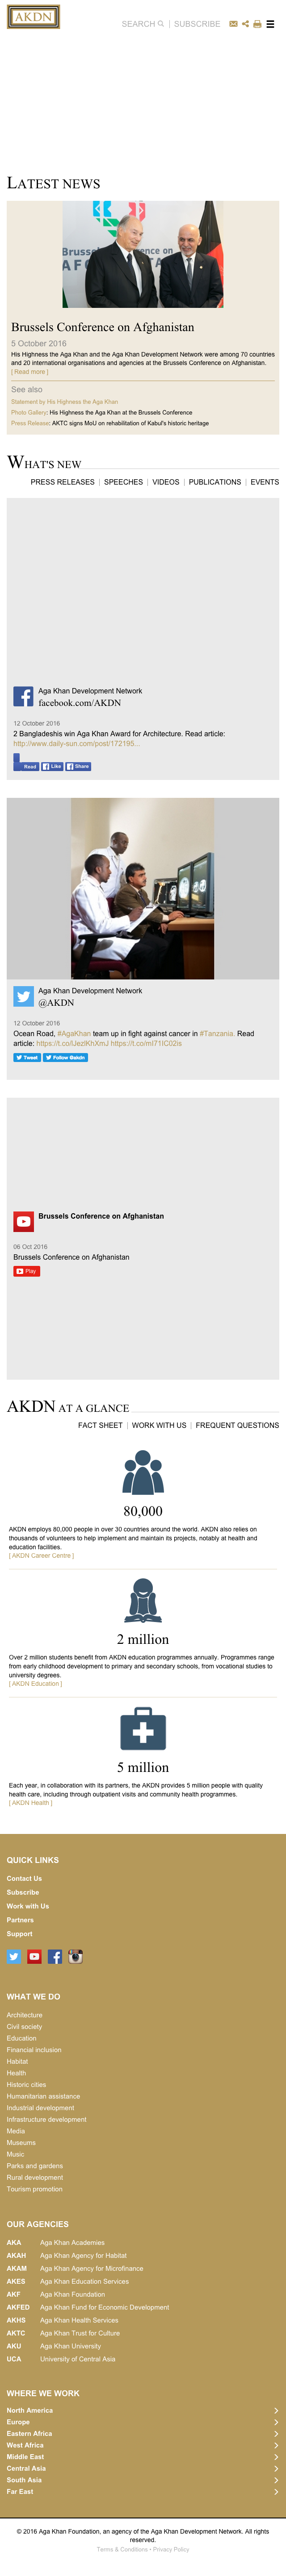 AKDN
SEARCH | SUBSCRIBE
LATEST NEWS
Brussels Conference on Afghanistan
5 October 2016
His Highness the Aga Khan and the Aga Khan Development Network were among 70 countries
and 20 international organisations and agencies at the Brussels Conference on Afghanistan.
[ Read more ]
See also
Statement by His Highness the Aga Khan
Photo Gallery: His Highness the Aga Khan at the Brussels Conference
Press Release: AKTC signs MoU on rehabilitation of Kabul's historic heritage
WHAT'S NEW
PRESS RELEASES | SPEECHES | VIDEOS | PUBLICATIONS | EVENTS
Aga Khan Development Network
facebook.com/AKDN
12 October 2016
2 Bangladeshis win Aga Khan Award for Architecture. Read article:
http://www.daily-sun.com/post/172195...
Read Like Share
Aga Khan Development Network
@AKDN
12 October 2016
Ocean Road, #AgaKhan team up in fight against cancer in #Tanzania. Read
article:
Tweet Follow @akdn
Brussels Conference on Afghanistan
06 Oct 2016
Brussels Conference on Afghanistan
Play
AKDN AT A GLANCE
FACT SHEET | WORK WITH US | FREQUENT QUESTIONS
80,000
AKDN employs 80,000 people in over 30 countries around the world. AKDN also relies on
thousands of volunteers to help implement and maintain its projects, notably at health and
education facilities.
[ AKDN Career Centre ]
2 million
Over 2 million students benefit from AKDN education programmes annually. Programmes range
from early childhood development to primary and secondary schools, from vocational studies to
university degrees.
[ AKDN Education ]
5 million
Each year, in collaboration with its partners, the AKDN provides 5 million people with quality
health care, including through outpatient visits and community health programmes.
[ AKDN Health ]
QUICK LINKS
Contact Us
Subscribe
Work with Us
Partners
Support
WHAT WE DO
Architecture
Civil society
Education
Financial inclusion
Habitat
Health
Historic cities
Humanitarian assistance
Industrial development
Infrastructure development
Media
Museums
Music
Parks and gardens
Rural development
Tourism promotion
OUR AGENCIES
AKA Aga Khan Academies
AKAH Aga Khan Agency for Habitat
AKAM Aga Khan Agency for Microfinance
AKES Aga Khan Education Services
AKF Aga Khan Foundation
AKFED Aga Khan Fund for Economic Development
AKHS Aga Khan Health Services
AKTC Aga Khan Trust for Culture
AKU Aga Khan University
UCA University of Central Asia
WHERE WE WORK
North America
Europe
Eastern Africa
West Africa
Middle East
Central Asia
South Asia
Far East
© 2016 Aga Khan Foundation, an agency of the Aga Khan Development Network. All rights
reserved.
Terms & Conditions • Privacy Policy